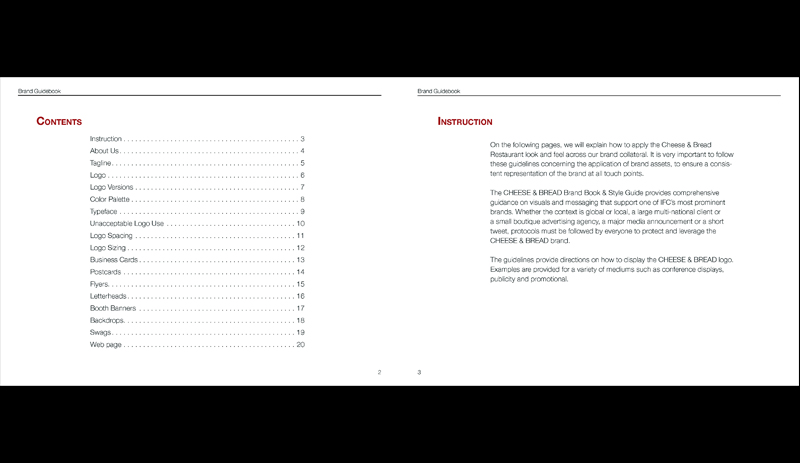 Brand Guidebook
CONTENTS
Instruction . . . . . . . . . . . . . . . . . . . . . . . . . . . . . . . . . . . . . . . . . . . . 3
About Us. . . . . . . . . . . . . . . . . . . . . . . . . . . . . . . . . . . . . . . . . . . . . 4
Tagline. . . . . . . . . . . . . . . . . . . . . . . . . . . . . . . . . . . . . . . . . . . . . . . 5
Logo . . . . . . . . . . . . . . . . . . . . . . . . . . . . . . . . . . . . . . . . . . . . . . . . 6
Logo Versions . . . . . . . . . . . . . . . . . . . . . . . . . . . . . . . . . . . . . . . . . 7
Color Palette . . . . . . . . . . . . . . . . . . . . . . . . . . . . . . . . . . . . . . . . . . 8
Typeface . . . . . . . . . . . . . . . . . . . . . . . . . . . . . . . . . . . . . . . . . . . . . 9
Unacceptable Logo Use . . . . . . . . . . . . . . . . . . . . . . . . . . . . . . . . 10
Logo Spacing . . . . . . . . . . . . . . . . . . . . . . . . . . . . . . . . . . . . . . . . 11
Logo Sizing . . . . . . . . . . . . . . . . . . . . . . . . . . . . . . . . . . . . . . . . . . 12
Business Cards . . . . . . . . . . . . . . . . . . . . . . . . . . . . . . . . . . . . . . . 13
Postcards . . . . . . . . . . . . . . . . . . . . . . . . . . . . . . . . . . . . . . . . . . . 14
Flyers. . . . . . . . . . . . . . . . . . . . . . . . . . . . . . . . . . . . . . . . . . . . . . . 15
Letterheads . . . . . . . . . . . . . . . . . . . . . . . . . . . . . . . . . . . . . . . . . . 16
Booth Banners . . . . . . . . . . . . . . . . . . . . . . . . . . . . . . . . . . . . . . . 17
Backdrops. . . . . . . . . . . . . . . . . . . . . . . . . . . . . . . . . . . . . . . . . . . 18
Swags. . . . . . . . . . . . . . . . . . . . . . . . . . . . . . . . . . . . . . . . . . . . . . 19
Web page . . . . . . . . . . . . . . . . . . . . . . . . . . . . . . . . . . . . . . . . . . . 20
2
Brand Guidebook
INSTRUCTION
On the following pages, we will explain how to apply the Cheese & Bread
Restaurant look and feel across our brand collateral. It is very important to follow
these guidelines concerning the application of brand assets, to ensure a consis-
tent representation of the brand at all touch points.
The CHEESE & BREAD Brand Book & Style Guide provides comprehensive
guidance on visuals and messaging that support one of IFC's most prominent
brands. Whether the context is global or local, a large multi-national client or
a small boutique advertising agency, a major media announcement or a short
tweet, protocols must be followed by everyone to protect and leverage the
CHEESE & BREAD brand.
The guidelines provide directions on how to display the CHEESE & BREAD logo.
Examples are provided for a variety of mediums such as conference displays,
publicity and promotional.
3